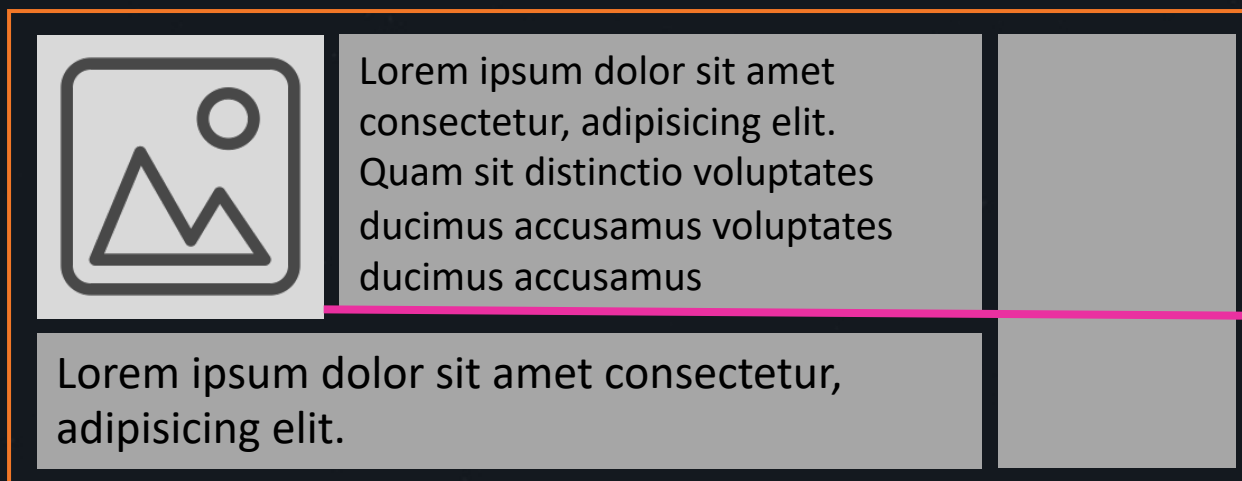 Lorem ipsum dolor sit amet
consectetur, adipisicing elit.
Quam sit distinctio voluptates
ducimus accusamus voluptates
ducimus accusamus
Lorem ipsum dolor sit amet consectetur,
adipisicing elit.